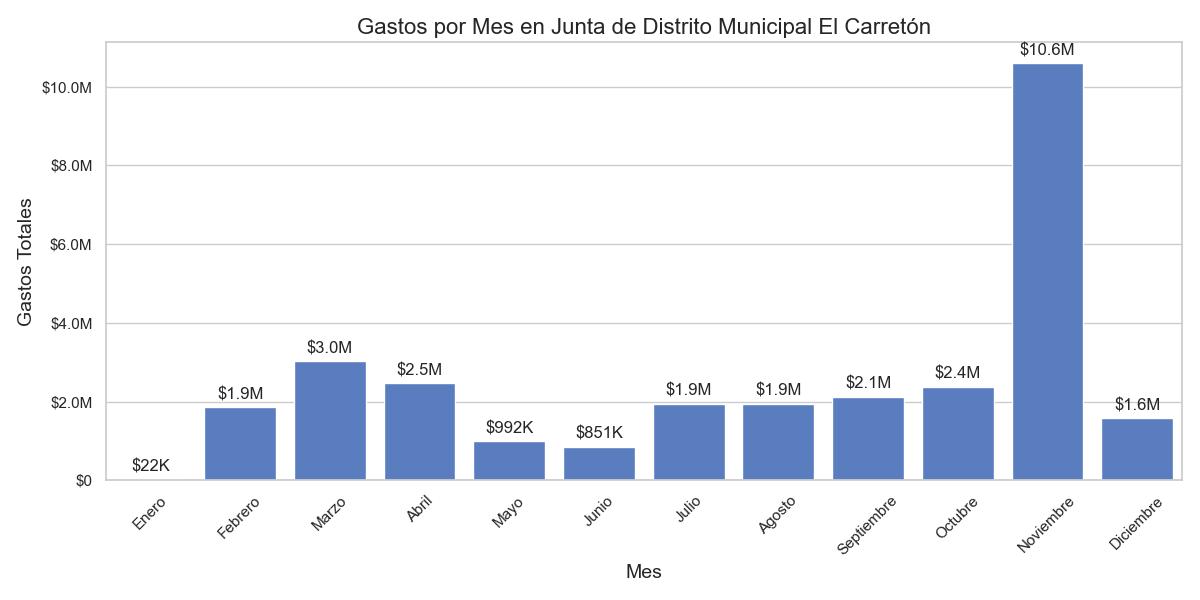 Gastos por Mes en Junta de Distrito Municipal El Carretón
Gastos Totales
$10.0M
$8.0M
$6.0M
$4.0M
$2.0M
$0
$22K
$1.9M
$3.0M
$2.5M
$992K
$851K
$1.9M
$1.9M
$2.1M
$2.4M
$10.6M
$1.6M
Enero
Febrero
Marzo
Abril
Mayo
Junio
Julio
Agosto
Septiembre
Octubre
Noviembre
Diciembre
Mes